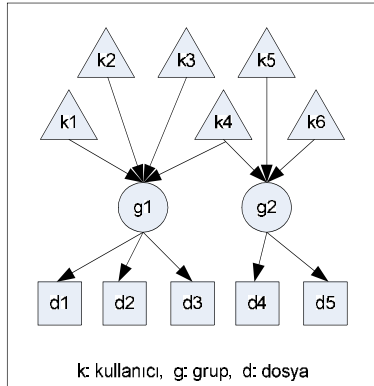 k2 k3 k5
k1 k4 k6
g1 g2
d1 d2 d3 d4 d5
k: kullanıcı, g: grup, d: dosya